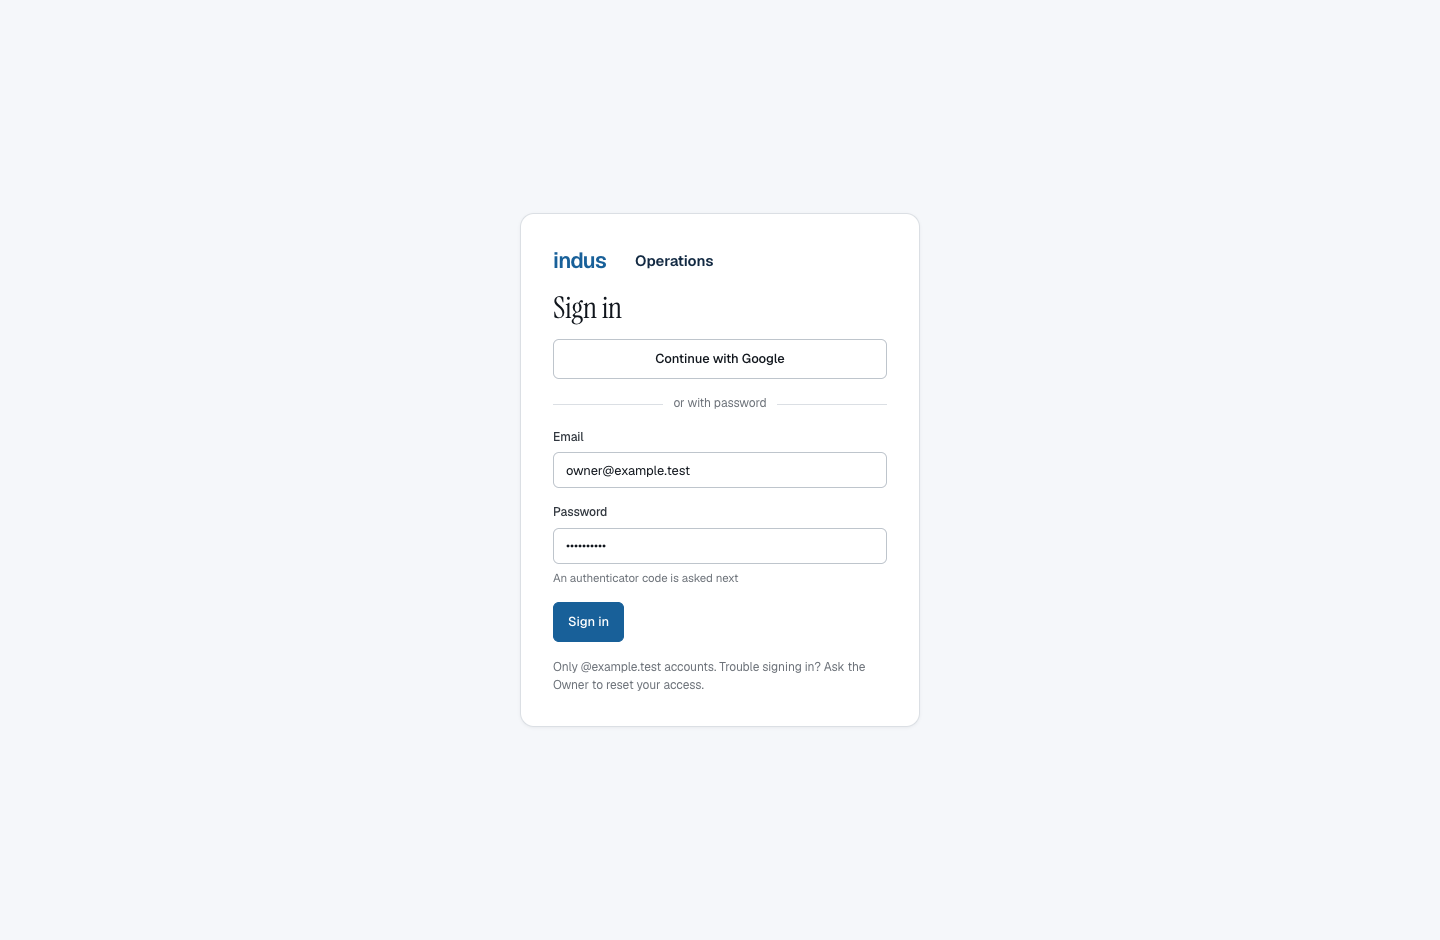 indus Operations
Sign in
Continue with Google
or with password
Email
owner@example.test
Password
••••••••••
An authenticator code is asked next
Sign in
Only @example.test accounts. Trouble signing in? Ask the
Owner to reset your access.